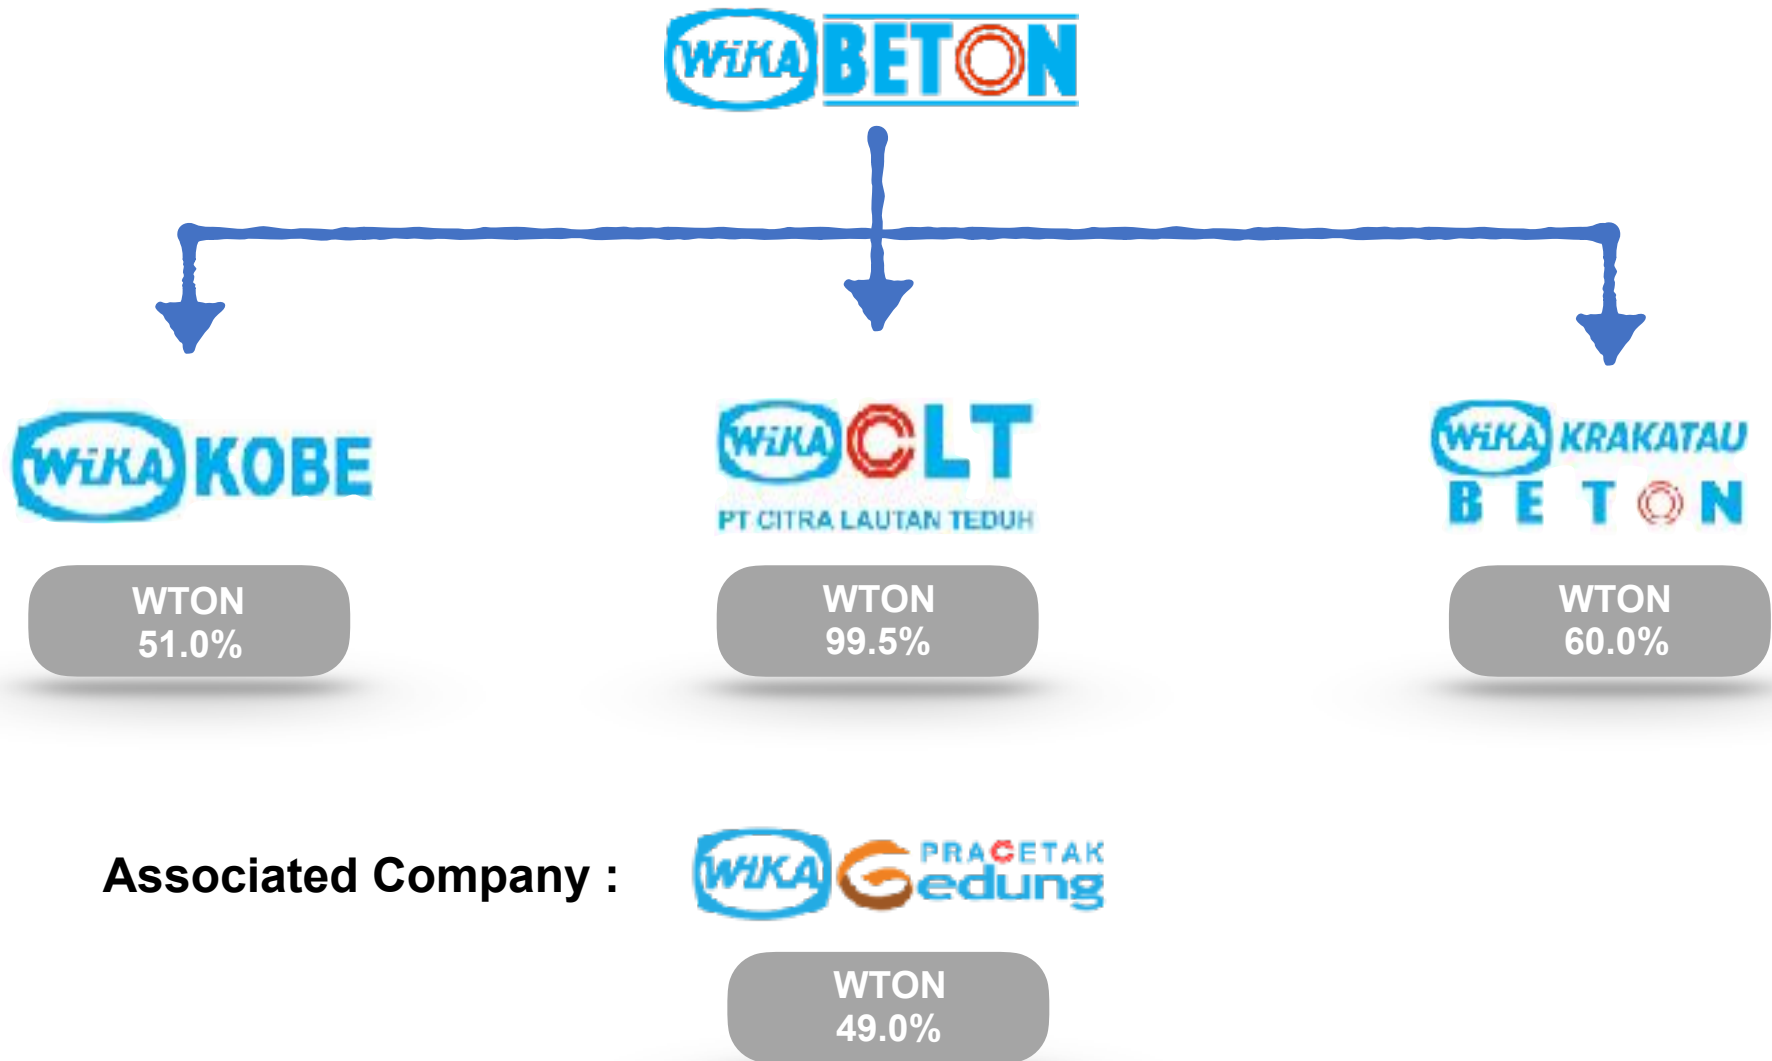 WiKA BETON
WiKA KOBE
WiKA CLT
PT CITRA LAUTAN TEDUH
WiKA KRAKATAU
BETON
WTON
51.0%
WTON
99.5%
WTON
60.0%
Associated Company :
WiKA PRACETAK
Gedung
WTON
49.0%